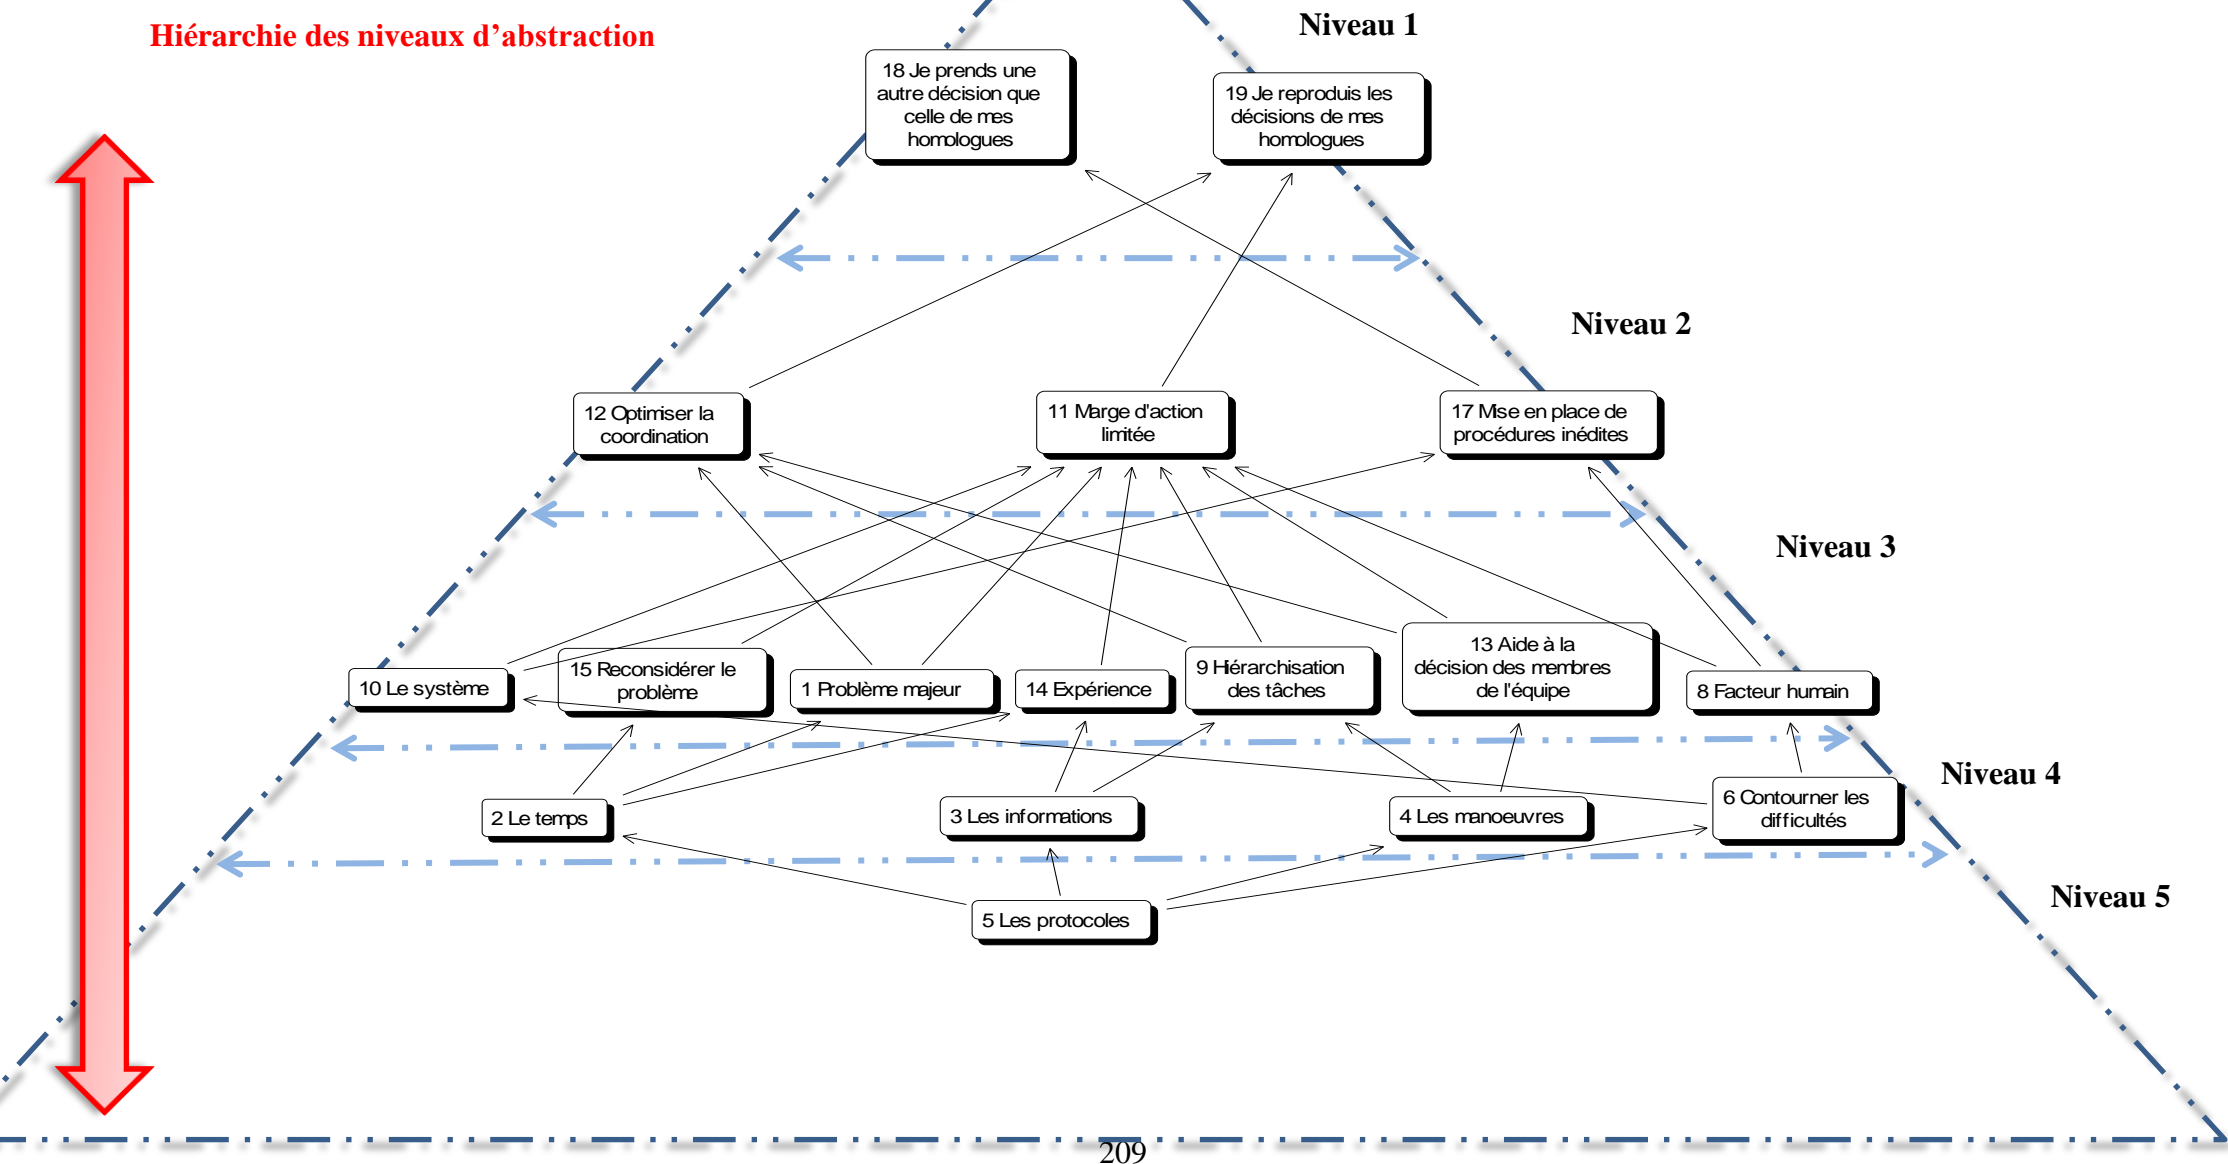 Niveau 1
Hiérarchie des niveaux d’abstraction
18 Je prends une
autre décision que
celle de mes
homologues
19 Je reproduis les
décisions de mes
homologues
Niveau 2
12 Optimiser la
coordination
11 Marge d'action
limitée
17 Mise en place de
procédures inédites
Niveau 3
10 Le système
15 Reconsidérer le
problème
1 Problème majeur
14 Expérience
9 Hiérarchisation
des tâches
13 Aide à la
décision des membres
de l'équipe
8 Facteur humain
Niveau 4
2 Le temps
3 Les informations
4 Les manoeuvres
6 Contourner les
difficultés
Niveau 5
5 Les protocoles
209